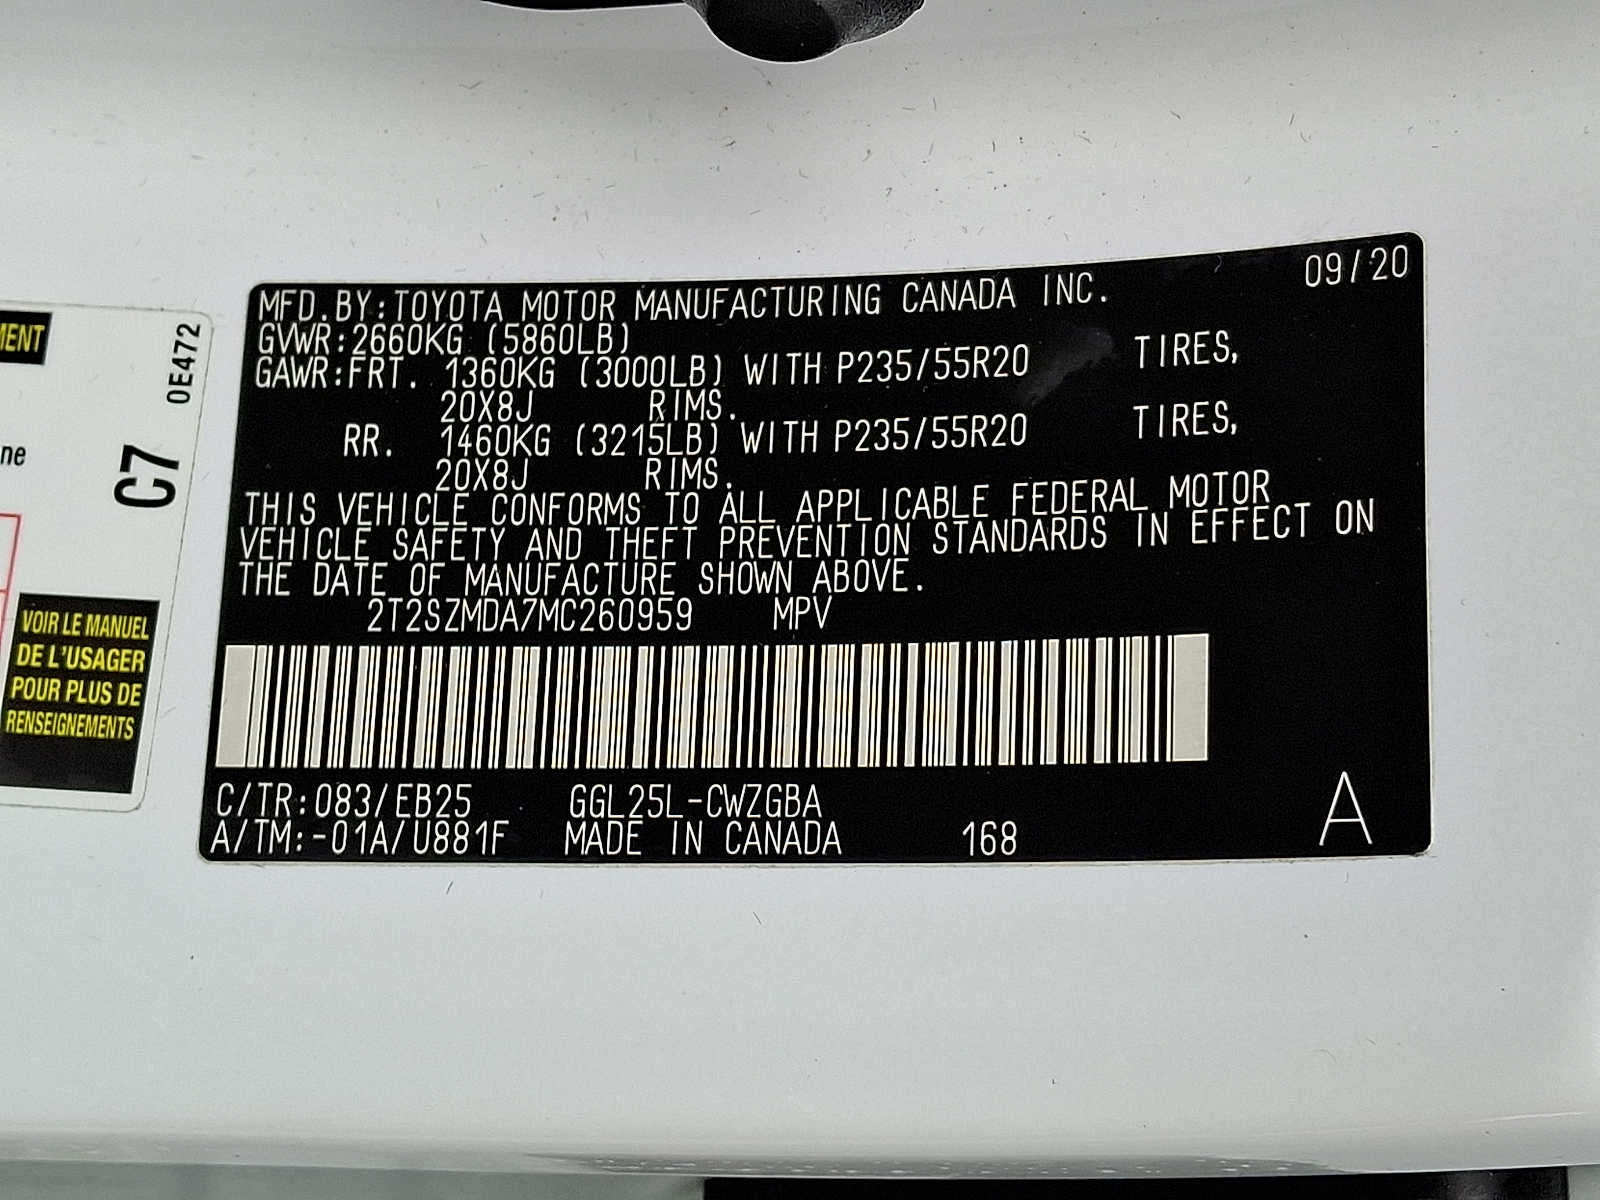 MFD.BY:TOYOTA MOTOR MANUFACTURING CANADA INC. 09/20
GVWR:2660KG (5860LB)
GAWR:FRT. 1360KG (3000LB) WITH P235/55R20 TIRES,
20X8J RIMS.
RR. 1460KG (3215LB) WITH P235/55R20 TIRES,
20X8J RIMS.
THIS VEHICLE CONFORMS TO ALL APPLICABLE FEDERAL MOTOR
VEHICLE SAFETY AND THEFT PREVENTION STANDARDS IN EFFECT ON
THE DATE OF MANUFACTURE SHOWN ABOVE.
2T2SZMDA7MC260959 MPV
C/TR:083/EB25 GGL25L-CWZGBA
A/TM:-01A/U881F MADE IN CANADA 168 A
0E472
C7
VOIR LE MANUEL
DE L'USAGER
POUR PLUS DE
RENSEIGNEMENTS